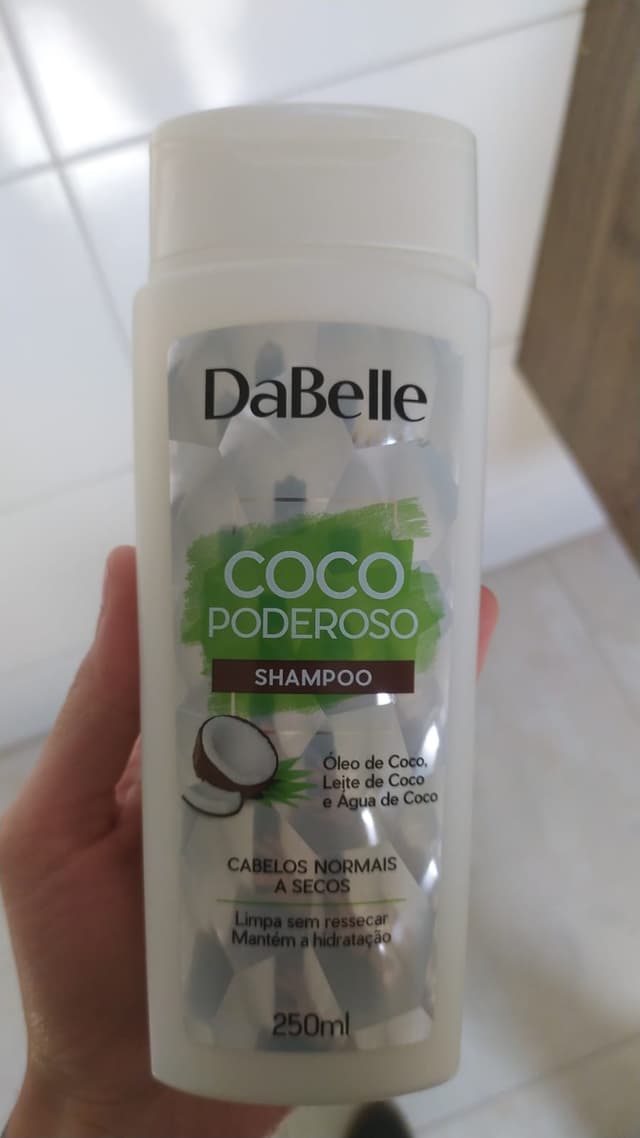 DaBelle
COCO
PODEROSO
SHAMPOO
Óleo de Coco,
Leite de Coco
e Água de Coco
CABELOS NORMAIS
A SECOS
Limpa sem ressecar
Mantém a hidratação
250ml